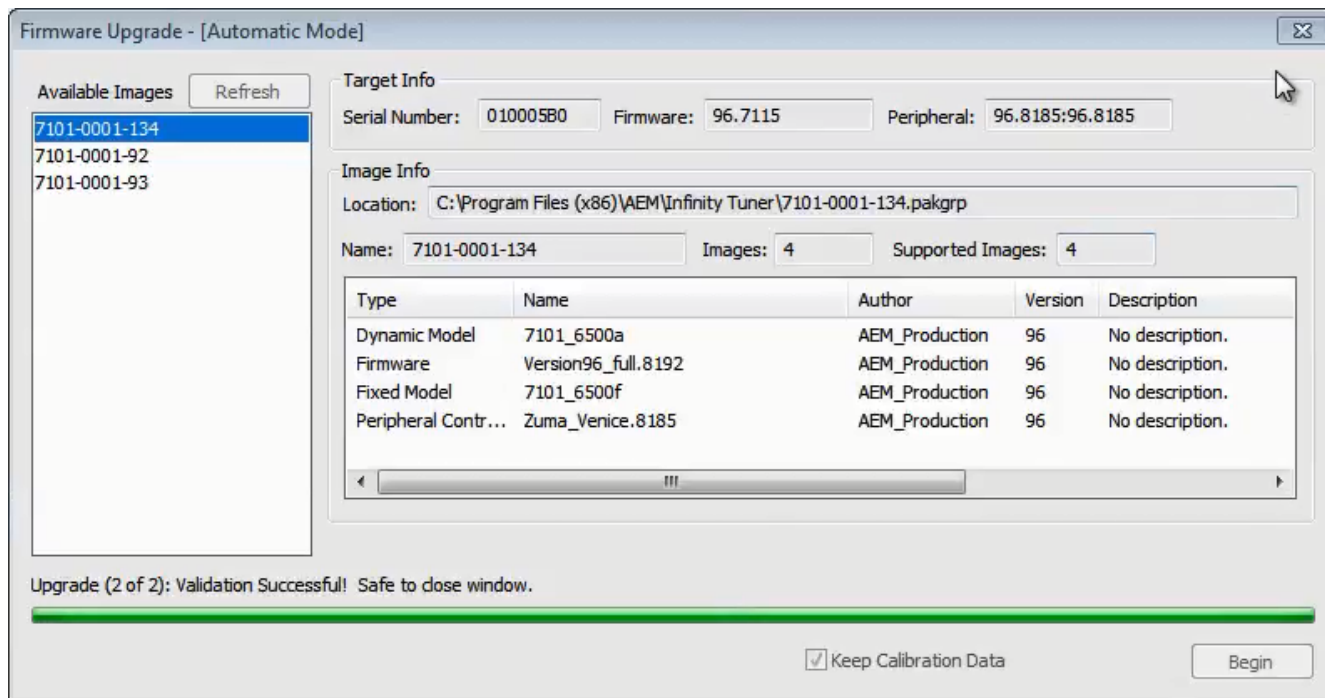 Firmware Upgrade - [Automatic Mode]
Available Images Refresh
7101-0001-134
7101-0001-92
7101-0001-93
Target Info
Serial Number: 010005B0 Firmware: 96.7115 Peripheral: 96.8185:96.8185
Image Info
Location: C:\Program Files (x86)\AEM\Infinity Tuner\7101-0001-134.pakgrp
Name: 7101-0001-134 Images: 4 Supported Images: 4
Type Name Author Version Description
Dynamic Model 7101_6500a AEM_Production 96 No description.
Firmware Version96_full.8192 AEM_Production 96 No description.
Fixed Model 7101_6500f AEM_Production 96 No description.
Peripheral Contr... Zuma_Venice.8185 AEM_Production 96 No description.
Upgrade (2 of 2): Validation Successful! Safe to close window.
Keep Calibration Data
Begin